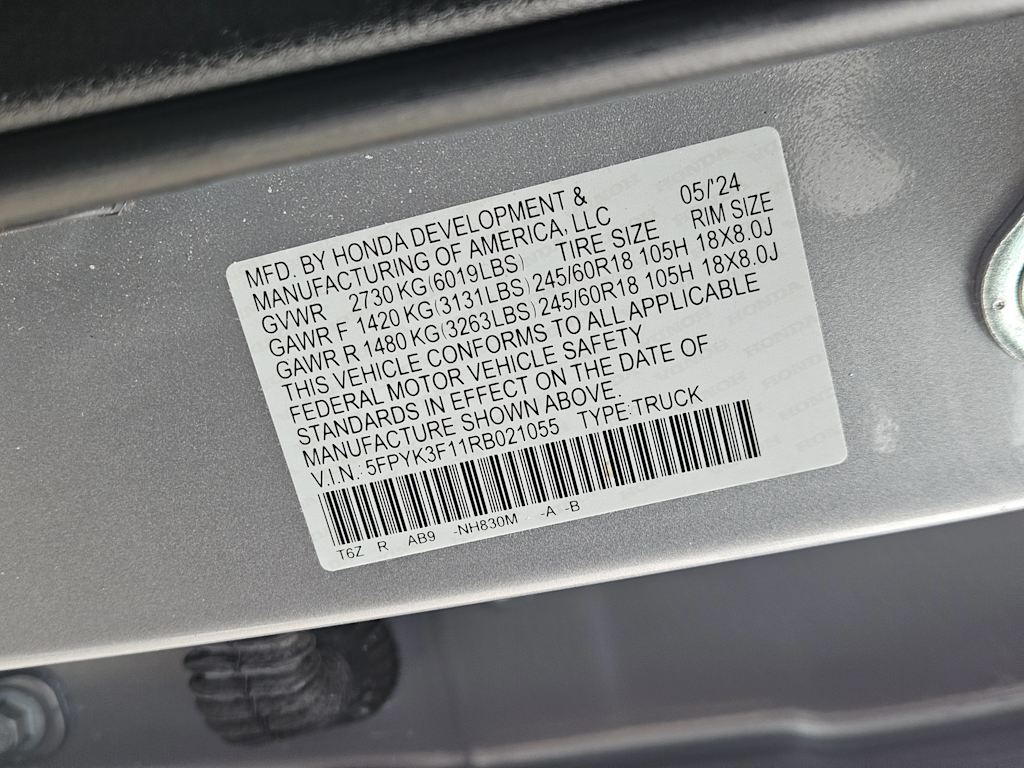 MFD. BY HONDA DEVELOPMENT & 05/'24
MANUFACTURING OF AMERICA, LLC
GVWR 2730 KG(6019LBS) TIRE SIZE RIM SIZE
GAWR F 1420 KG(3131LBS) 245/60R18 105H 18X8.0J
GAWR R 1480 KG(3263LBS) 245/60R18 105H 18X8.0J
THIS VEHICLE CONFORMS TO ALL APPLICABLE
FEDERAL MOTOR VEHICLE SAFETY
STANDARDS IN EFFECT ON THE DATE OF
MANUFACTURE SHOWN ABOVE.
V.I.N.: 5FPYK3F11RB021055 TYPE:TRUCK
T6Z R AB9 -NH830M -A -B